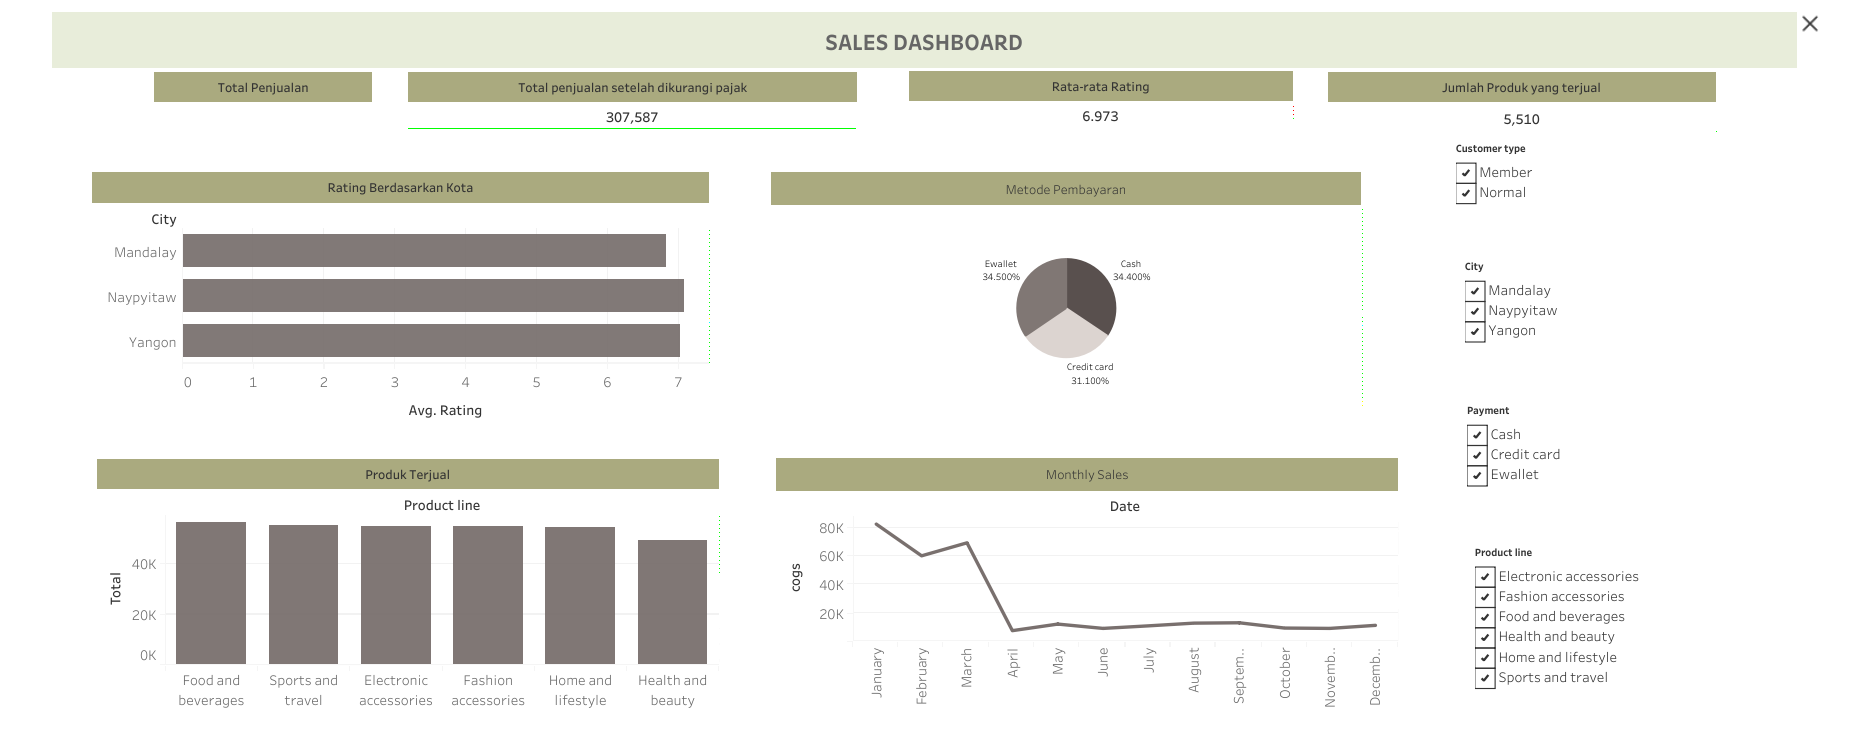 SALES DASHBOARD
Total Penjualan
Total penjualan setelah dikurangi pajak
Rata-rata Rating
Jumlah Produk yang terjual
307,587
6.973
5,510
Customer type
Member
Normal
Rating Berdasarkan Kota
City
Mandalay
Naypyitaw
Yangon
0 1 2 3 4 5 6 7
Avg. Rating
Metode Pembayaran
Ewallet
34.500%
Cash
34.400%
Credit card
31.100%
City
Mandalay
Naypyitaw
Yangon
Payment
Cash
Credit card
Ewallet
Produk Terjual
Product line
Total
40K
20K
0K
Food and
beverages
Sports and
travel
Electronic
accessories
Fashion
accessories
Home and
lifestyle
Health and
beauty
Monthly Sales
Date
cogs
80K
60K
40K
20K
January
February
March
April
May
June
July
August
Septem..
October
Novemb..
Decemb..
Product line
Electronic accessories
Fashion accessories
Food and beverages
Health and beauty
Home and lifestyle
Sports and travel